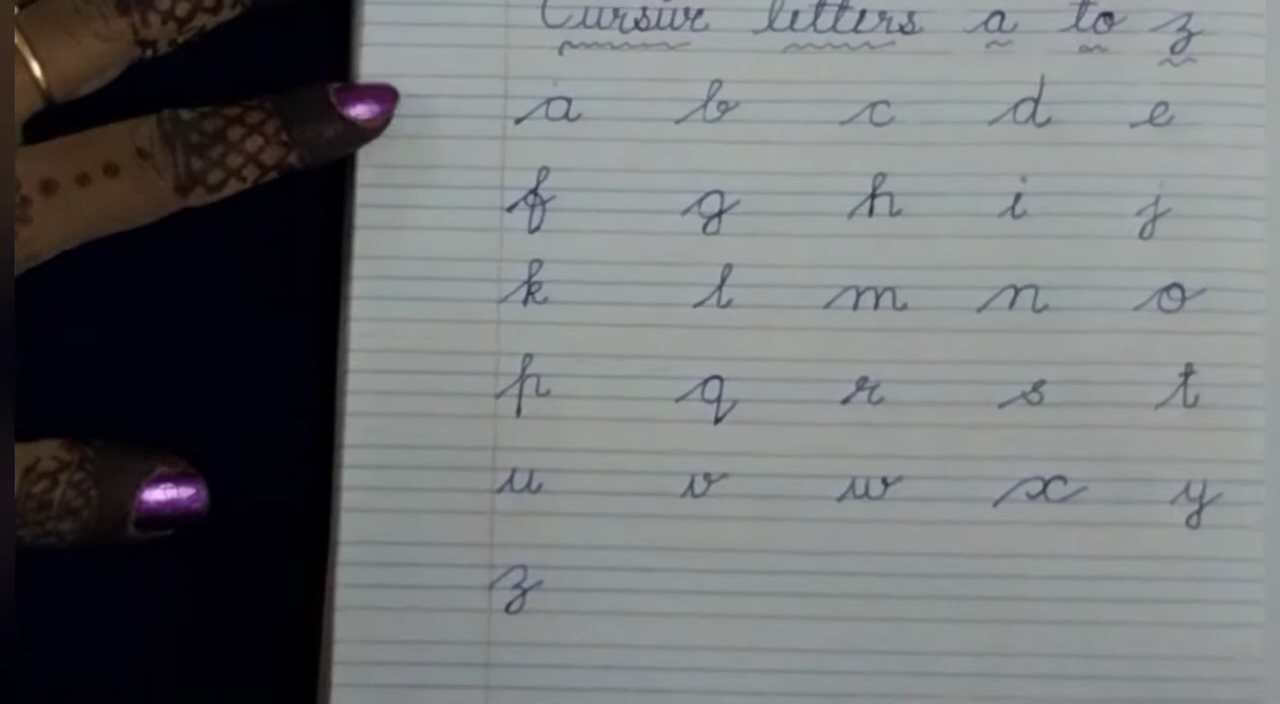 Cursive letters a to z
a b c d e
f g h i j
k l m n o
p q r s t
u v w x y
z